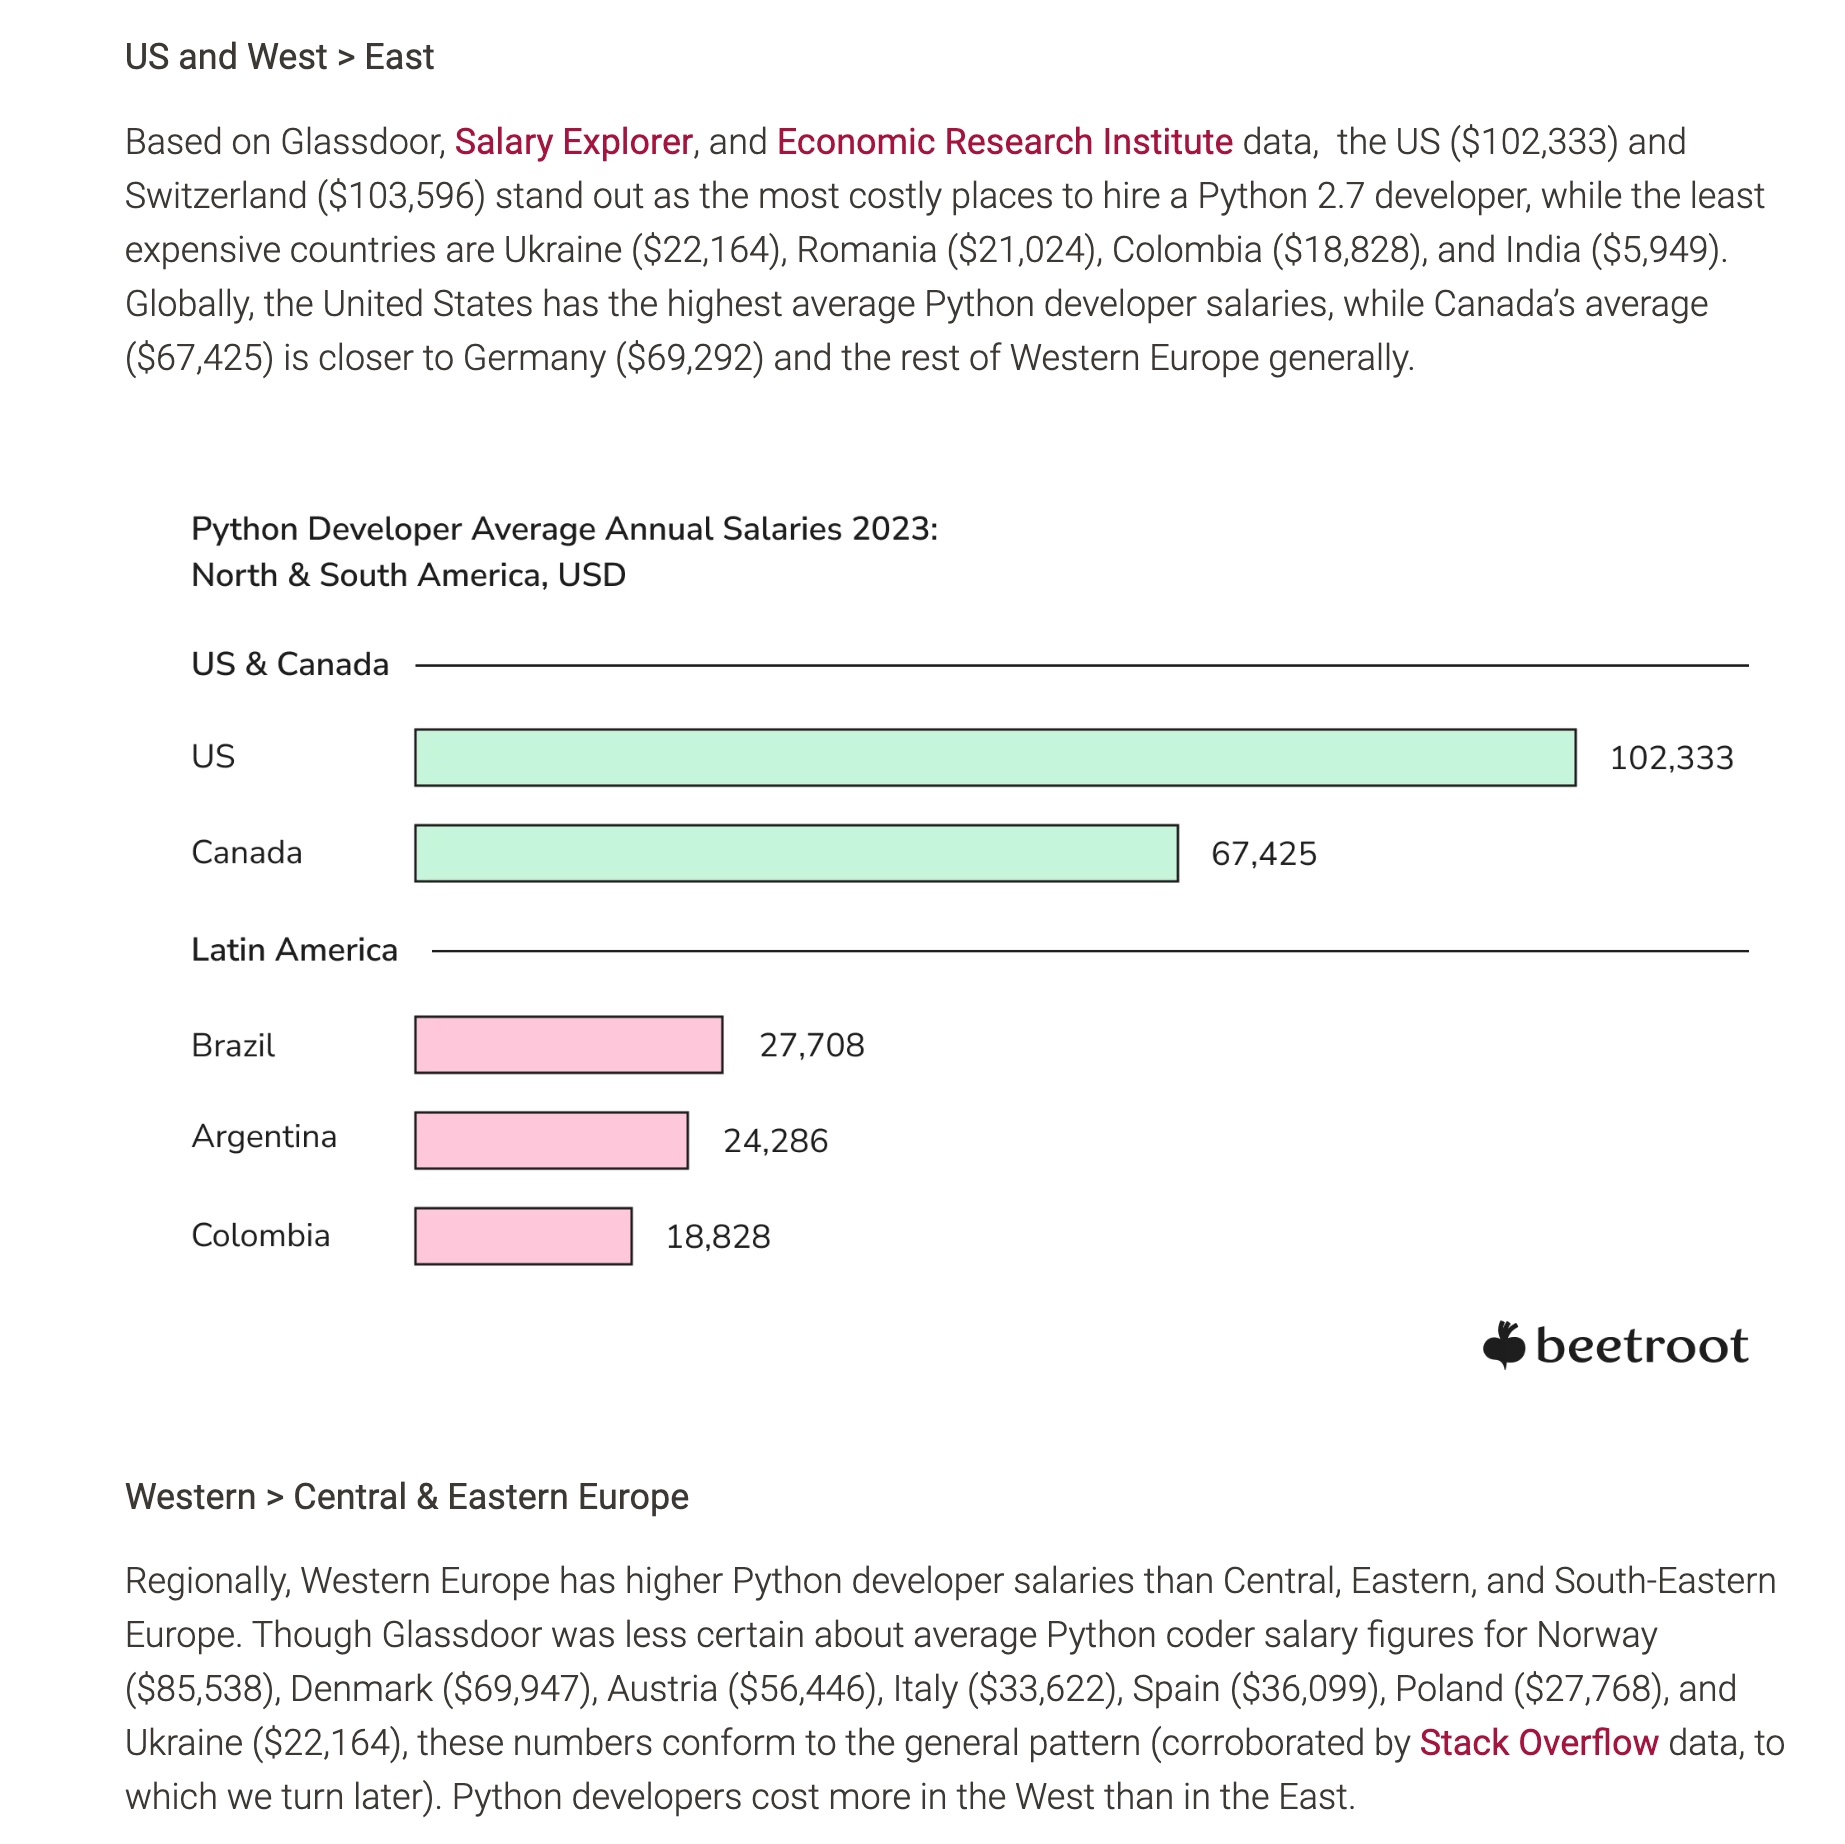 US and West > East
Based on Glassdoor, Salary Explorer, and Economic Research Institute data,  the US ($102,333) and
Switzerland ($103,596) stand out as the most costly places to hire a Python 2.7 developer, while the least
expensive countries are Ukraine ($22,164), Romania ($21,024), Colombia ($18,828), and India ($5,949).
Globally, the United States has the highest average Python developer salaries, while Canada’s average
($67,425) is closer to Germany ($69,292) and the rest of Western Europe generally.
Python Developer Average Annual Salaries 2023:
North & South America, USD
US & Canada
US 102,333
Canada 67,425
Latin America
Brazil 27,708
Argentina 24,286
Colombia 18,828
beetroot
Western > Central & Eastern Europe
Regionally, Western Europe has higher Python developer salaries than Central, Eastern, and South-Eastern
Europe. Though Glassdoor was less certain about average Python coder salary figures for Norway
($85,538), Denmark ($69,947), Austria ($56,446), Italy ($33,622), Spain ($36,099), Poland ($27,768), and
Ukraine ($22,164), these numbers conform to the general pattern (corroborated by Stack Overflow data, to
which we turn later). Python developers cost more in the West than in the East.